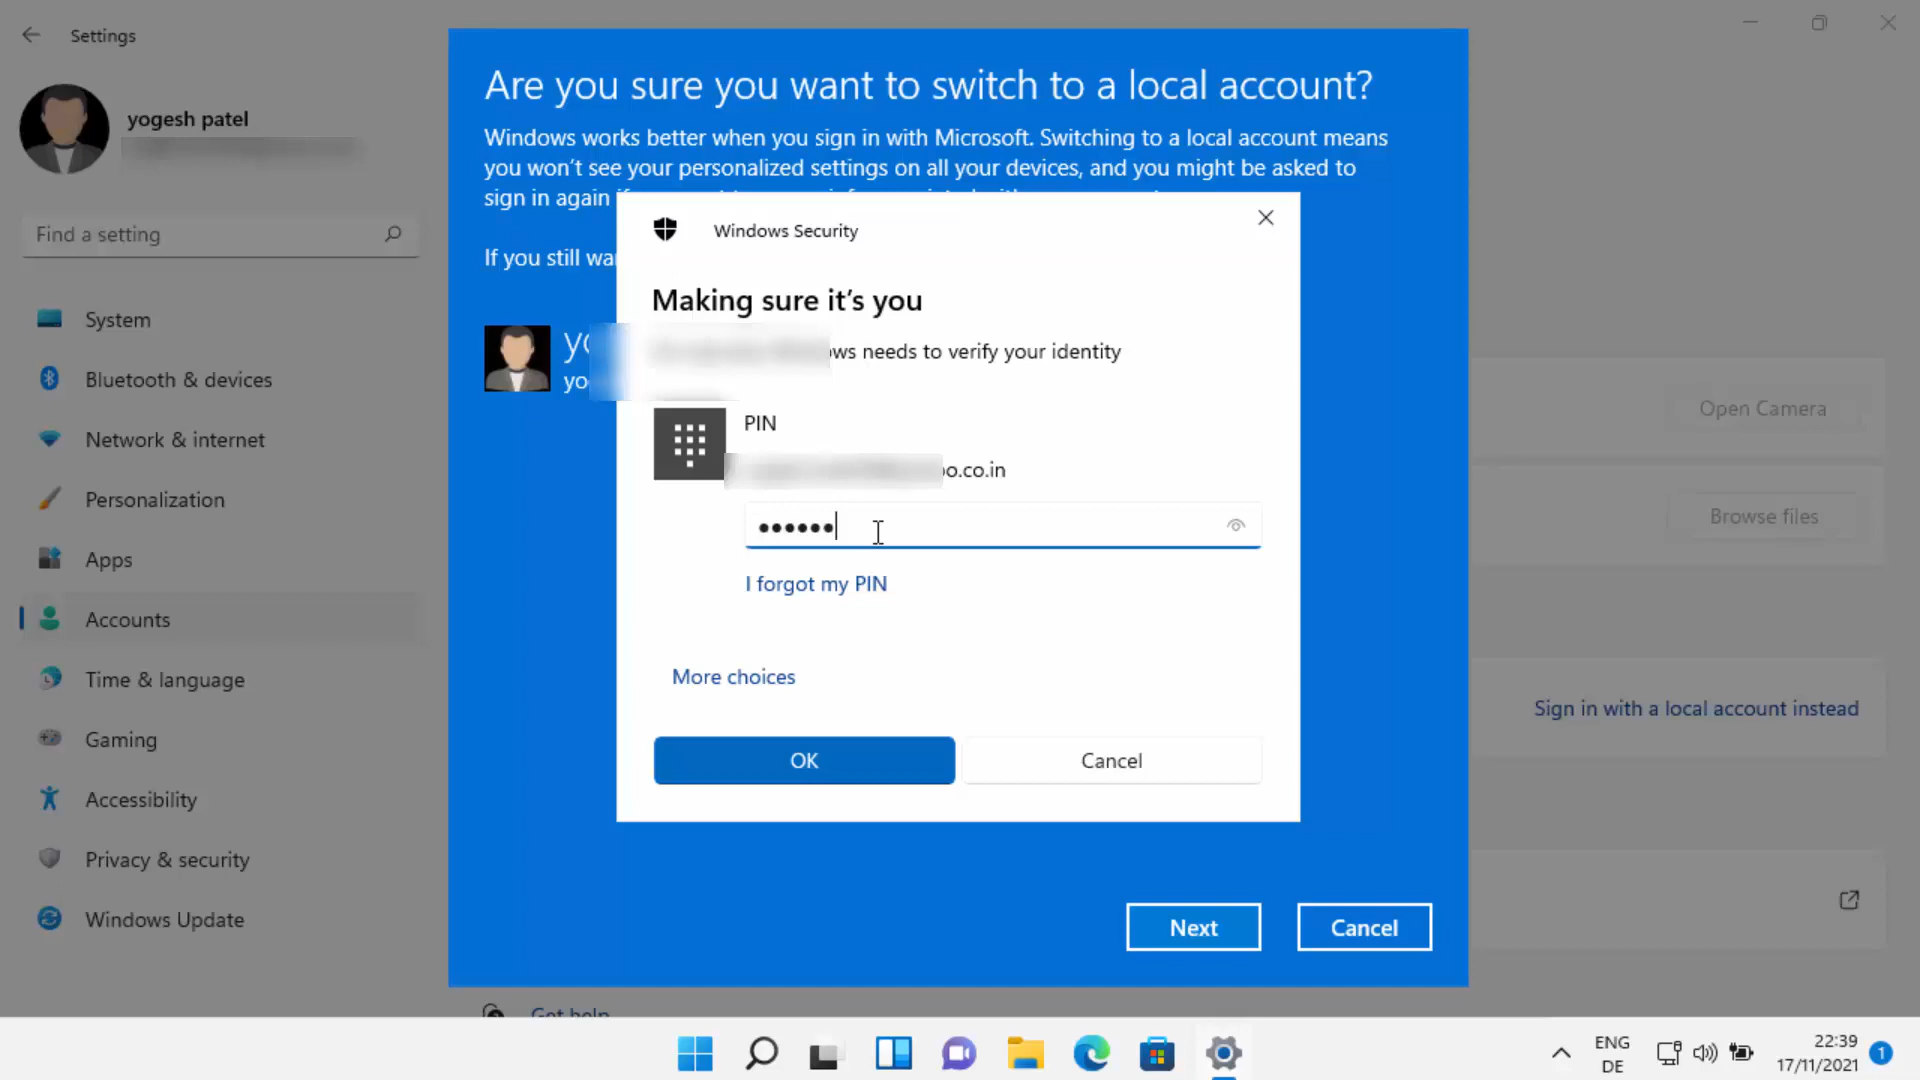 Settings
yogesh patel
Find a setting
System
Bluetooth & devices
Network & internet
Personalization
Apps
Accounts
Time & language
Gaming
Accessibility
Privacy & security
Windows Update
Are you sure you want to switch to a local account?
Windows works better when you sign in with Microsoft. Switching to a local account means
you won't see your personalized settings on all your devices, and you might be asked to
sign in again
If you still
Windows Security
Making sure it's you
needs to verify your identity
PIN
o.co.in
••••••
I forgot my PIN
More choices
OK
Cancel
Next
Cancel
Open Camera
Browse files
Sign in with a local account instead
Get help
ENG
DE
22:39
17/11/2021
1